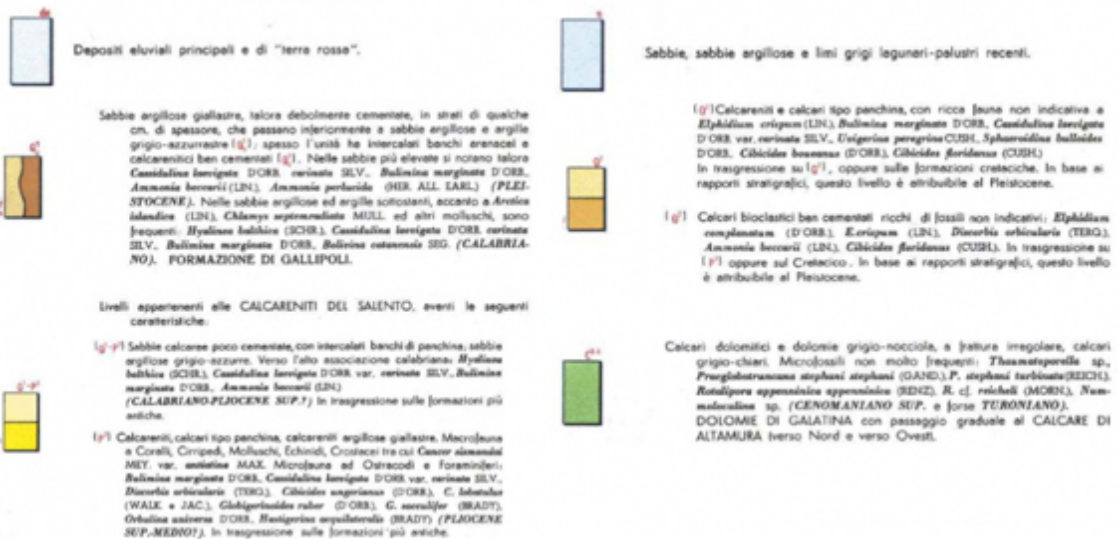 Depositi eluviali principali e di "terra rossa".
Sabbie argillose giallastre, talora debolmente cementate, in strati di qualche
cm. di spessore, che passano inferiormente a sabbie argillose e argille
grigio-azzurrastre; spesso l'unità ha intercalati banchi arenacei e
calcarenitici ben cementati. Nelle sabbie più elevate si notano talora
Cassidulina laevigata D'ORB. carinata SILV., Bulimina marginata D'ORB.,
Ammonia beccarii (LIN.), Ammonia perlucida (HER. ALL. EARL.) (PLEI-
STOCENE). Nelle sabbie argillose ed argille sottostanti, accanto a Arctica
islandica (LIN.), Chlamys septemradiata MULL. ed altri molluschi, sono
frequenti: Hyalinea balthica (SCHR.), Cassidulina laevigata D'ORB. carinata
SILV., Bulimina marginata D'ORB., Bolivina catanensis SEG. (CALABRIA-
NO). FORMAZIONE DI GALLIPOLI.
Livelli appartenenti alle CALCARENITI DEL SALENTO, aventi le seguenti
caratteristiche:
Sabbie calcaree poco cementate, con intercalati banchi di panchina; sabbie
argillose grigio-azzurre. Verso l'alto associazione calabriana: Hyalinea
balthica (SCHR.), Cassidulina laevigata D'ORB. var. carinata SILV., Bulimina
marginata D'ORB., Ammonia beccarii (LIN.)
(CALABRIANO-PLIOCENE SUP.?) In trasgressione sulle formazioni più
antiche.
Calcareniti, calcari tipo panchina, calcareniti argillose giallastre. Macrofauna
a Coralli, Cirripedi, Molluschi, Echinidi, Crostacei tra cui Cancer sismondai
MEY. var. antiatina MAX. Microfauna ad Ostracodi e Foraminiferi:
Bulimina marginata D'ORB., Cassidulina laevigata D'ORB. var. carinata SILV.,
Discorbis orbicularis (TERQ.), Cibicides ungerianus (D'ORB.), C. lobatulus
(WALK. e JAC.), Globigerinoides ruber (D'ORB.), G. sacculifer (BRADY),
Orbulina universa D'ORB., Hastigerina aequilateralis (BRADY) (PLIOCENE
SUP.-MEDIO?). In trasgressione sulle formazioni più antiche.
Sabbie, sabbie argillose e limi grigi lagunari-palustri recenti.
Calcareniti e calcari tipo panchina, con ricca fauna non indicativa a
Elphidium crispum (LIN.), Bulimina marginata D'ORB., Cassidulina laevigata
D'ORB. var. carinata SILV., Uvigerina peregrina CUSH., Sphaeroidina bulloides
D'ORB., Cibicides boueanus (D'ORB.), Cibicides floridanus (CUSH.)
In trasgressione su, oppure sulle formazioni cretaciche. In base ai
rapporti stratigrafici, questo livello è attribuibile al Pleistocene.
Calcari bioclastici ben cementati ricchi di fossili non indicativi: Elphidium
complanatum (D'ORB.), E. crispum (LIN.), Discorbis orbicularis (TERQ.),
Ammonia beccarii (LIN.), Cibicides floridanus (CUSH.). In trasgressione su
oppure sul Cretacico. In base ai rapporti stratigrafici, questo livello
è attribuibile al Pleistocene.
Calcari dolomitici e dolomie grigio-nocciola, a frattura irregolare, calcari
grigio-chiari. Microfossili non molto frequenti: Thaumatoporella sp.,
Praeglobotruncana stephani stephani (GAND.), P. stephani turbinata (REICH.),
Rotalipora appenninica appenninica (RENZ), R. cf. reicheli (MORN.), Num-
moloculina sp. (CENOMANIANO SUP. e forse TURONIANO).
DOLOMIE DI GALATINA con passaggio graduale al CALCARE DI
ALTAMURA (verso Nord e verso Ovest).